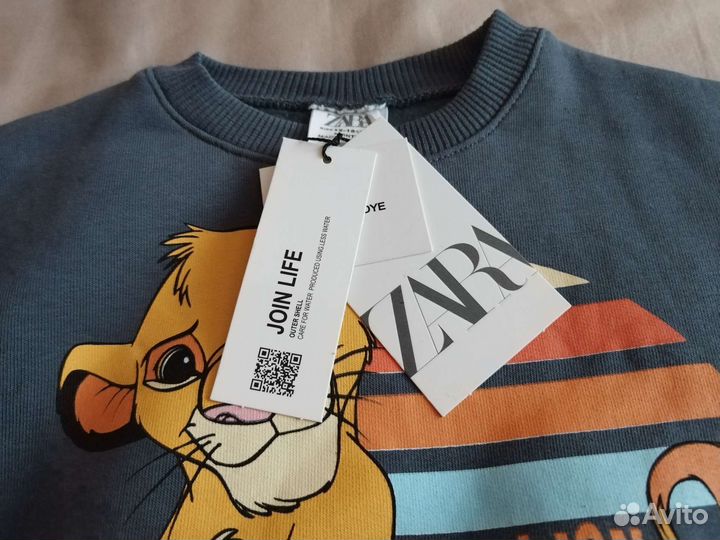 ZARA
DYE
JOIN LIFE
OUTER SHELL
CARE FOR WATER: PRODUCED USING LESS WATER
ZARA
Avito